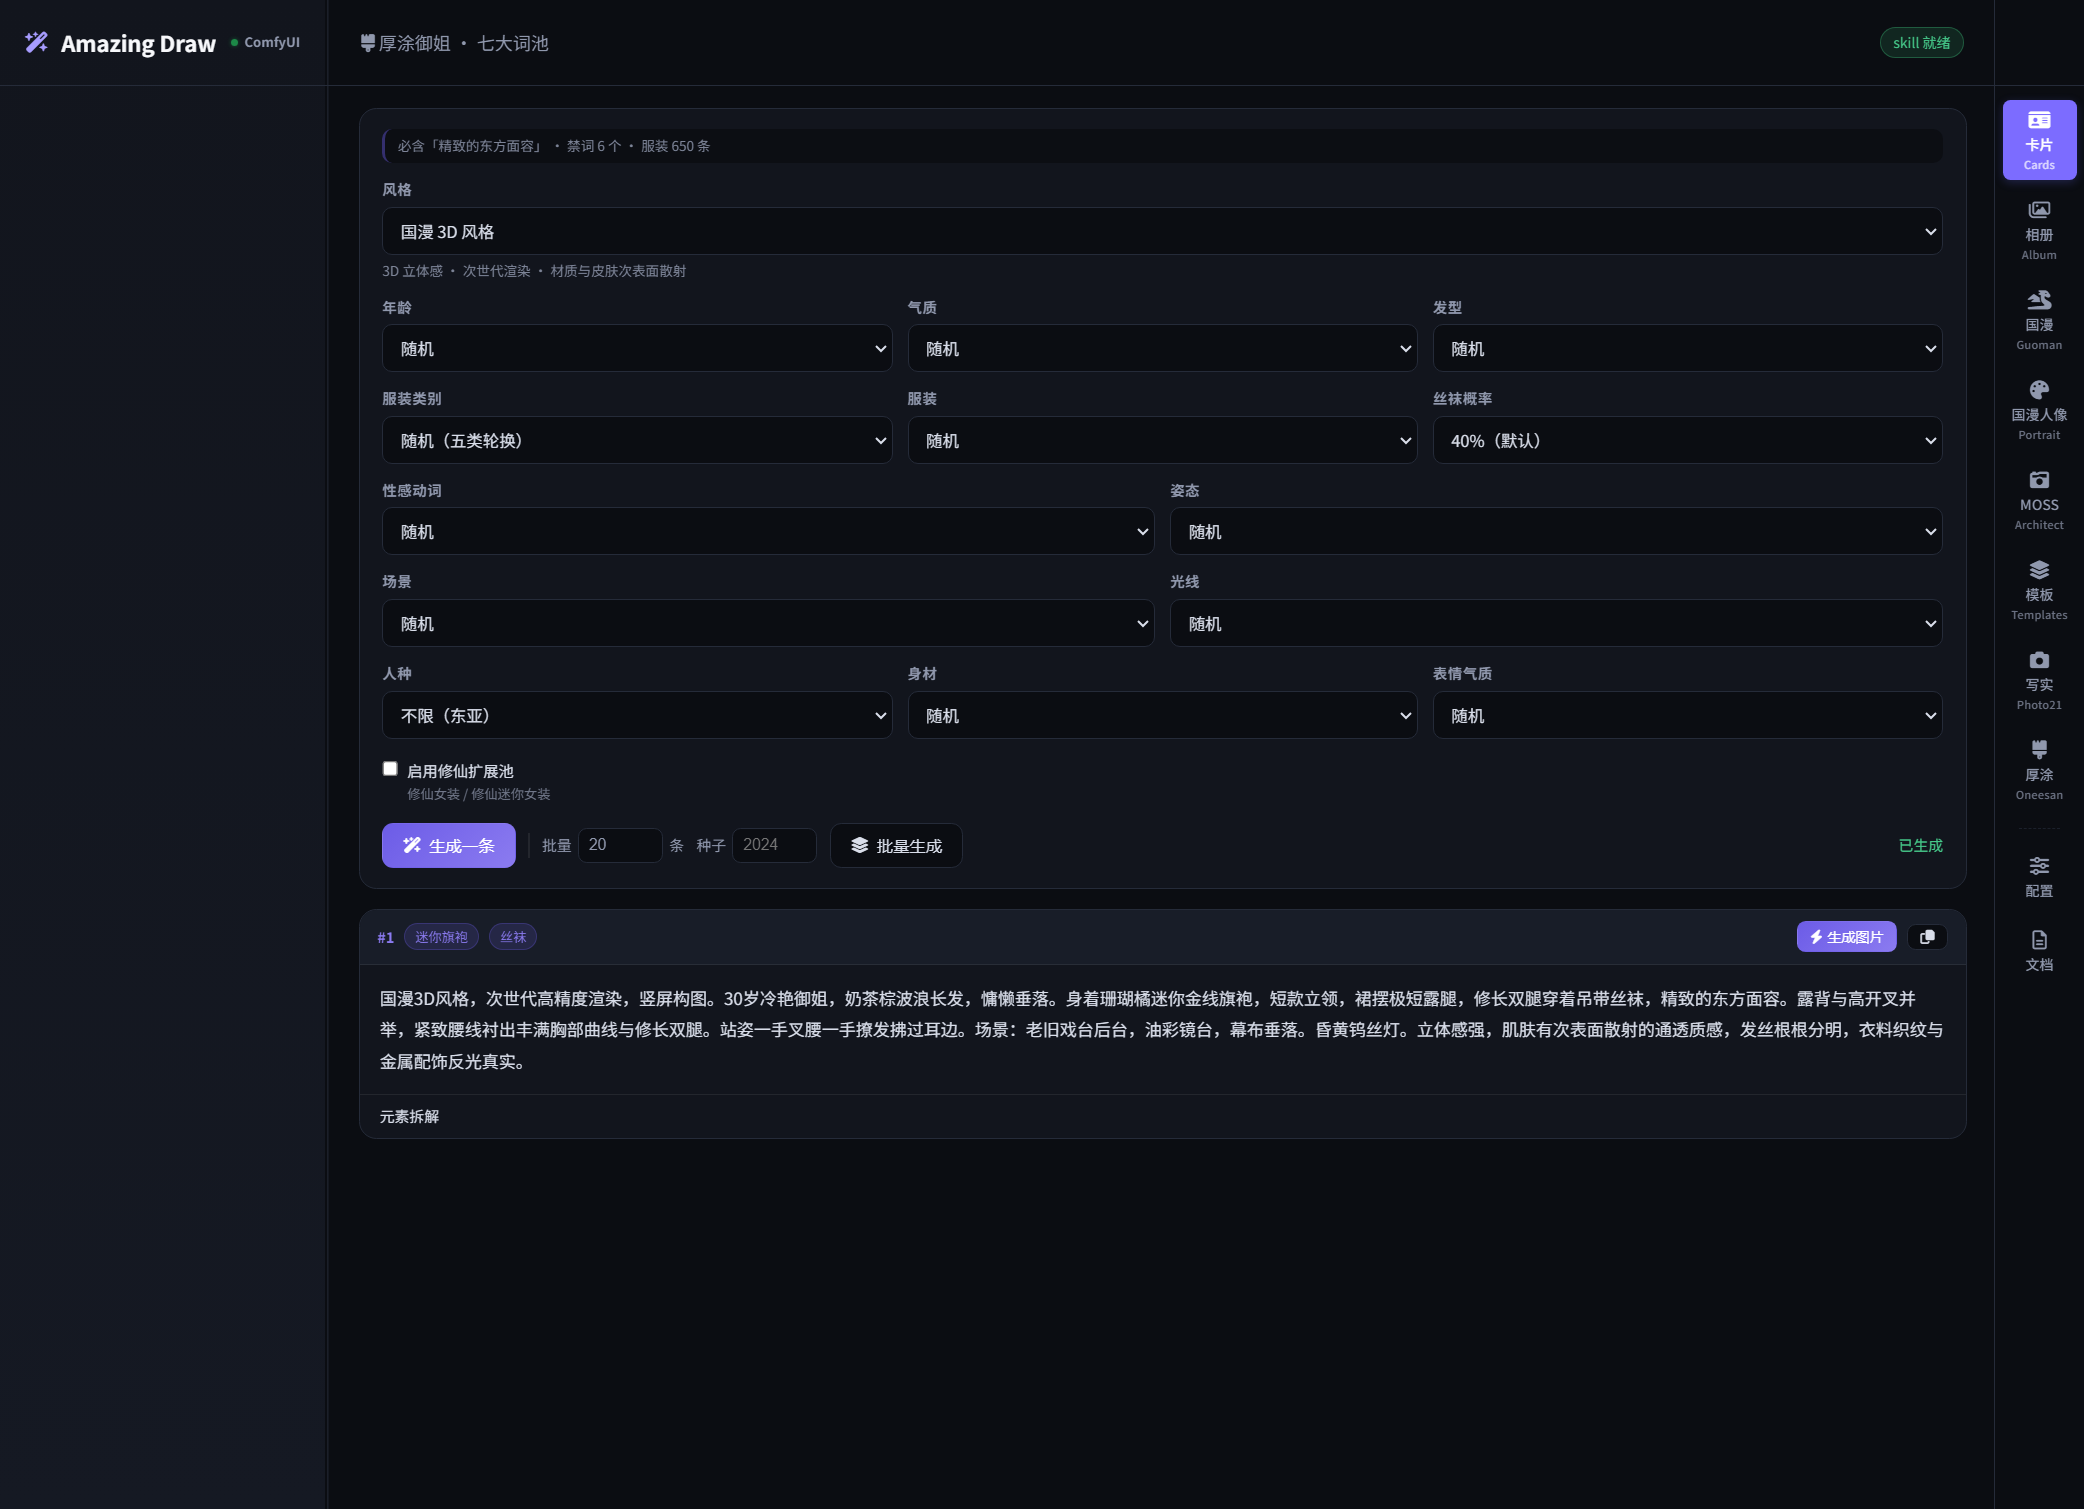 Amazing Draw
ComfyUI
厚涂御姐 · 七大词池
skill 就绪
必含「精致的东方面容」 · 禁词 6 个 · 服装 650 条
风格
国漫 3D 风格
3D 立体感 · 次世代渲染 · 材质与皮肤次表面散射
年龄
气质
发型
随机
随机
随机
服装类别
服装
丝袜概率
随机（五类轮换）
随机
40%（默认）
性感动词
姿态
随机
随机
场景
光线
随机
随机
人种
身材
表情气质
不限（东亚）
随机
随机
启用修仙扩展池
修仙女装 / 修仙迷你女装
生成一条
批量
20
条
种子
2024
批量生成
已生成
#1
迷你旗袍
丝袜
生成图片
国漫3D风格，次世代高精度渲染，竖屏构图。30岁冷艳御姐，奶茶棕波浪长发，慵懒垂落。身着珊瑚橘迷你金线旗袍，短款立领，裙摆极短露腿，修长双腿穿着吊带丝袜，精致的东方面容。露背与高开叉并
举，紧致腰线衬出丰满胸部曲线与修长双腿。站姿一手叉腰一手撩发拂过耳边。场景：老旧戏台后台，油彩镜台，幕布垂落。昏黄钨丝灯。立体感强，肌肤有次表面散射的通透质感，发丝根根分明，衣料织纹与
金属配饰反光真实。
元素拆解
卡片
Cards
相册
Album
国漫
Guoman
国漫人像
Portrait
MOSS
Architect
模板
Templates
写实
Photo21
厚涂
Oneesan
配置
文档